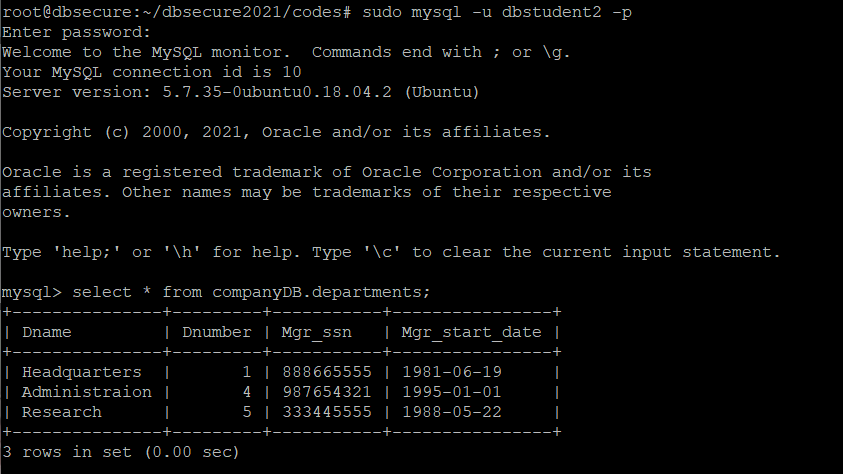 root@dbsecure:~/dbsecure2021/codes# sudo mysql -u dbstudent2 -p
Enter password:
Welcome to the MySQL monitor.  Commands end with ; or \g.
Your MySQL connection id is 10
Server version: 5.7.35-0ubuntu0.18.04.2 (Ubuntu)

Copyright (c) 2000, 2021, Oracle and/or its affiliates.

Oracle is a registered trademark of Oracle Corporation and/or its
affiliates. Other names may be trademarks of their respective
owners.

Type 'help;' or '\h' for help. Type '\c' to clear the current input statement.

mysql> select * from companyDB.departments;
+---------------+---------+-----------+----------------+
| Dname         | Dnumber | Mgr_ssn   | Mgr_start_date |
+---------------+---------+-----------+----------------+
| Headquarters  |       1 | 888665555 | 1981-06-19     |
| Administraion |       4 | 987654321 | 1995-01-01     |
| Research      |       5 | 333445555 | 1988-05-22     |
+---------------+---------+-----------+----------------+
3 rows in set (0.00 sec)